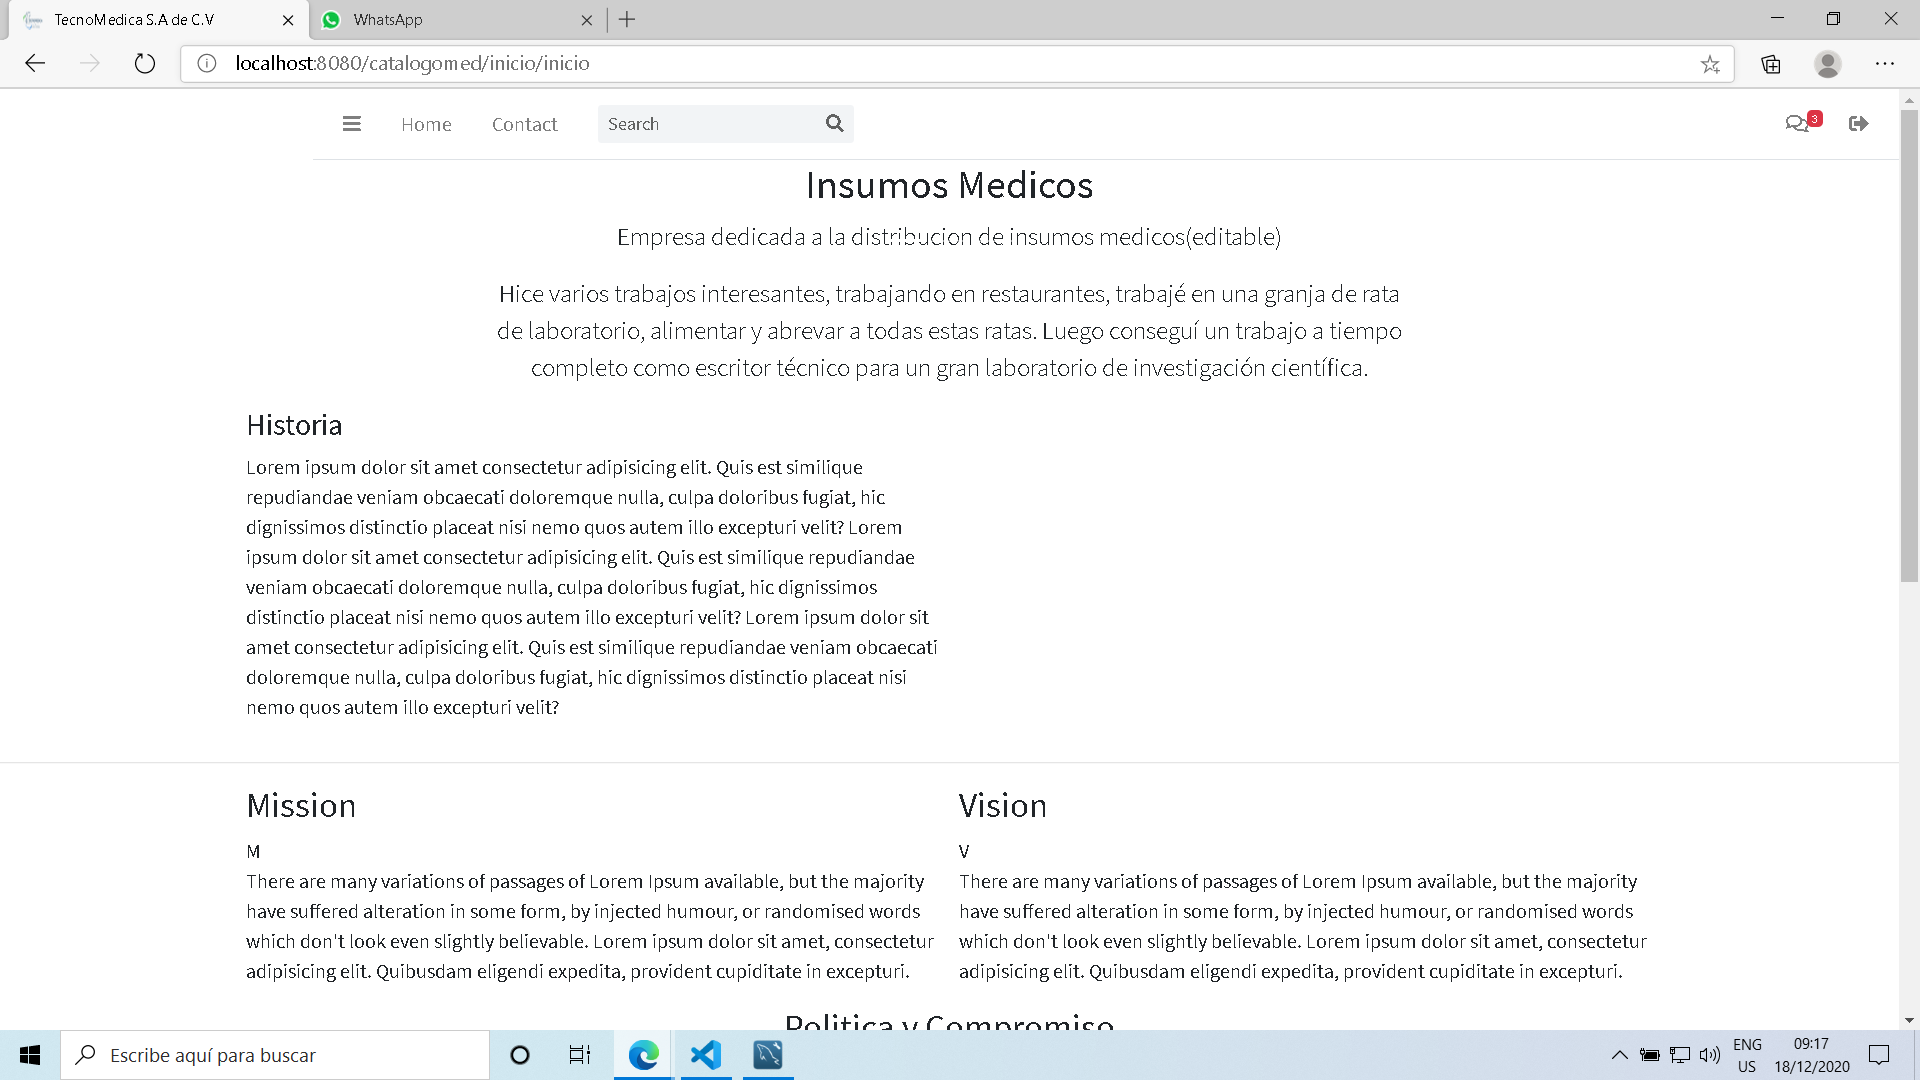 TecnoMedica S.A de C.V
WhatsApp
localhost:8080/catalogomed/inicio/inicio
Home
Contact
Search
3
Insumos Medicos
Empresa dedicada a la distribucion de insumos medicos(editable)
Hice varios trabajos interesantes, trabajando en restaurantes, trabajé en una granja de rata
de laboratorio, alimentar y abrevar a todas estas ratas. Luego conseguí un trabajo a tiempo
completo como escritor técnico para un gran laboratorio de investigación científica.
Historia
Lorem ipsum dolor sit amet consectetur adipisicing elit. Quis est similique
repudiandae veniam obcaecati doloremque nulla, culpa doloribus fugiat, hic
dignissimos distinctio placeat nisi nemo quos autem illo excepturi velit? Lorem
ipsum dolor sit amet consectetur adipisicing elit. Quis est similique repudiandae
veniam obcaecati doloremque nulla, culpa doloribus fugiat, hic dignissimos
distinctio placeat nisi nemo quos autem illo excepturi velit? Lorem ipsum dolor sit
amet consectetur adipisicing elit. Quis est similique repudiandae veniam obcaecati
doloremque nulla, culpa doloribus fugiat, hic dignissimos distinctio placeat nisi
nemo quos autem illo excepturi velit?
Mission
M
There are many variations of passages of Lorem Ipsum available, but the majority
have suffered alteration in some form, by injected humour, or randomised words
which don't look even slightly believable. Lorem ipsum dolor sit amet, consectetur
adipisicing elit. Quibusdam eligendi expedita, provident cupiditate in excepturi.
Vision
V
There are many variations of passages of Lorem Ipsum available, but the majority
have suffered alteration in some form, by injected humour, or randomised words
which don't look even slightly believable. Lorem ipsum dolor sit amet, consectetur
adipisicing elit. Quibusdam eligendi expedita, provident cupiditate in excepturi.
Politica y Compromiso
Escribe aquí para buscar
ENG
US
09:17
18/12/2020